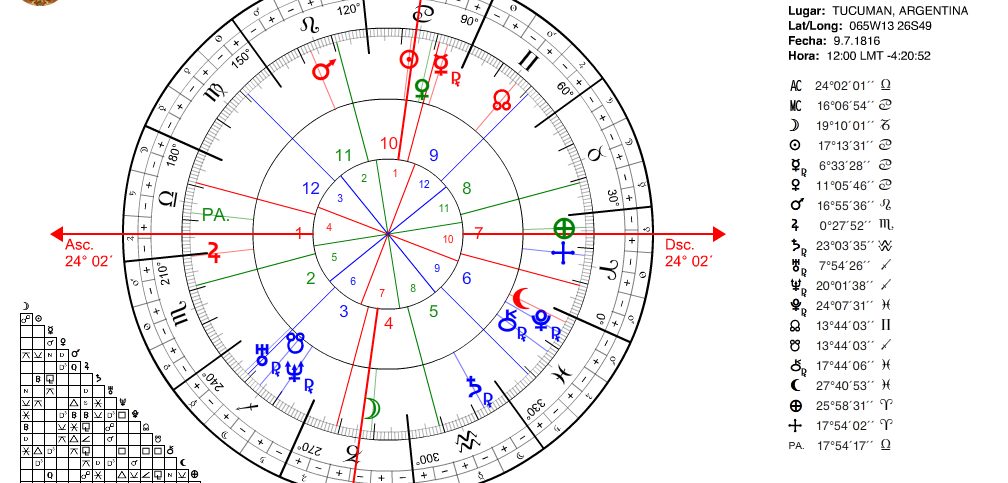 Lugar: TUCUMAN, ARGENTINA
Lat/Long: 065W13 26S49
Fecha: 9.7.1816
Hora: 12:00 LMT -4:20:52
AC 24°02´01´´ ♎
MC 16°06´54´´ ♋
☽ 19°10´01´´ ♑
☉ 17°13´31´´ ♋
☿ R 6°33´28´´ ♋
♀ 11°05´46´´ ♋
♂ 16°55´36´´ ♌
♃ 0°27´52´´ ♏
♄ R 23°03´35´´ ♒
♅ R 7°54´26´´ ♐
♆ R 20°01´38´´ ♐
♇ R 24°07´31´´ ♓
☊ 13°44´03´´ ♊
☋ 13°44´03´´ ♐
⚷ R 17°44´06´´ ♓
⚸ 27°40´53´´ ♓
⊕ 25°58´31´´ ♈
17°54´02´´ ♈
PA. 17°54´17´´ ♎
120°
90°
150°
60°
180°
30°
210°
0°
240°
330°
270°
300°
Asc.
24° 02´
Dsc.
24° 02´
PA.
10
11
9
12
8
1
7
2
6
3
5
4
1
2
12
3
11
4
10
5
9
6
8
7